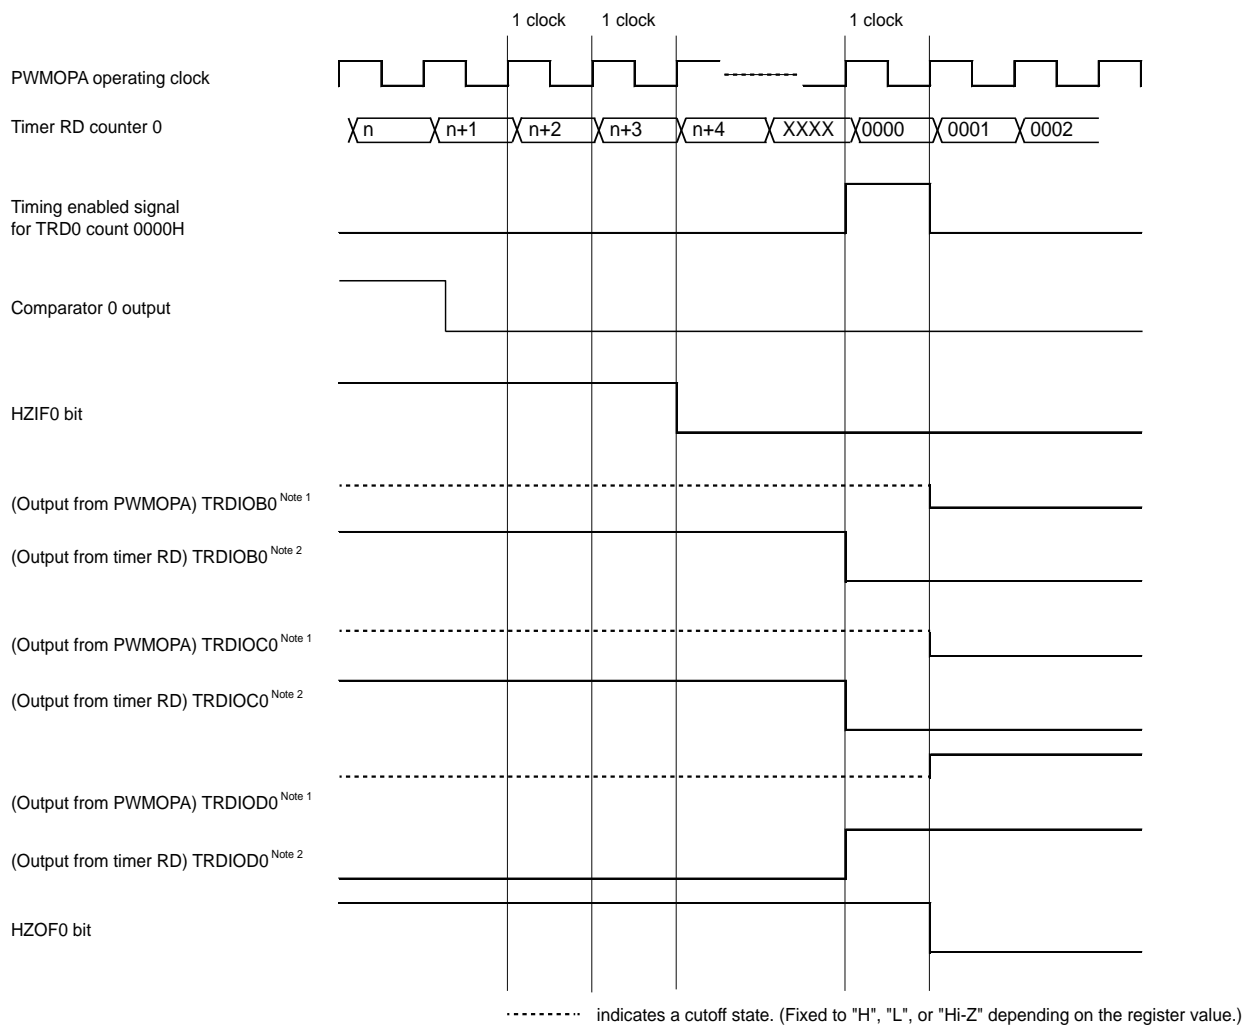 1 clock 1 clock 1 clock
PWMOPA operating clock
Timer RD counter 0
n n+1 n+2 n+3 n+4 XXXX 0000 0001 0002
Timing enabled signal
for TRD0 count 0000H
Comparator 0 output
HZIF0 bit
(Output from PWMOPA) TRDIOB0 Note 1
(Output from timer RD) TRDIOB0 Note 2
(Output from PWMOPA) TRDIOC0 Note 1
(Output from timer RD) TRDIOC0 Note 2
(Output from PWMOPA) TRDIOD0 Note 1
(Output from timer RD) TRDIOD0 Note 2
HZOF0 bit
indicates a cutoff state. (Fixed to "H", "L", or "Hi-Z" depending on the register value.)